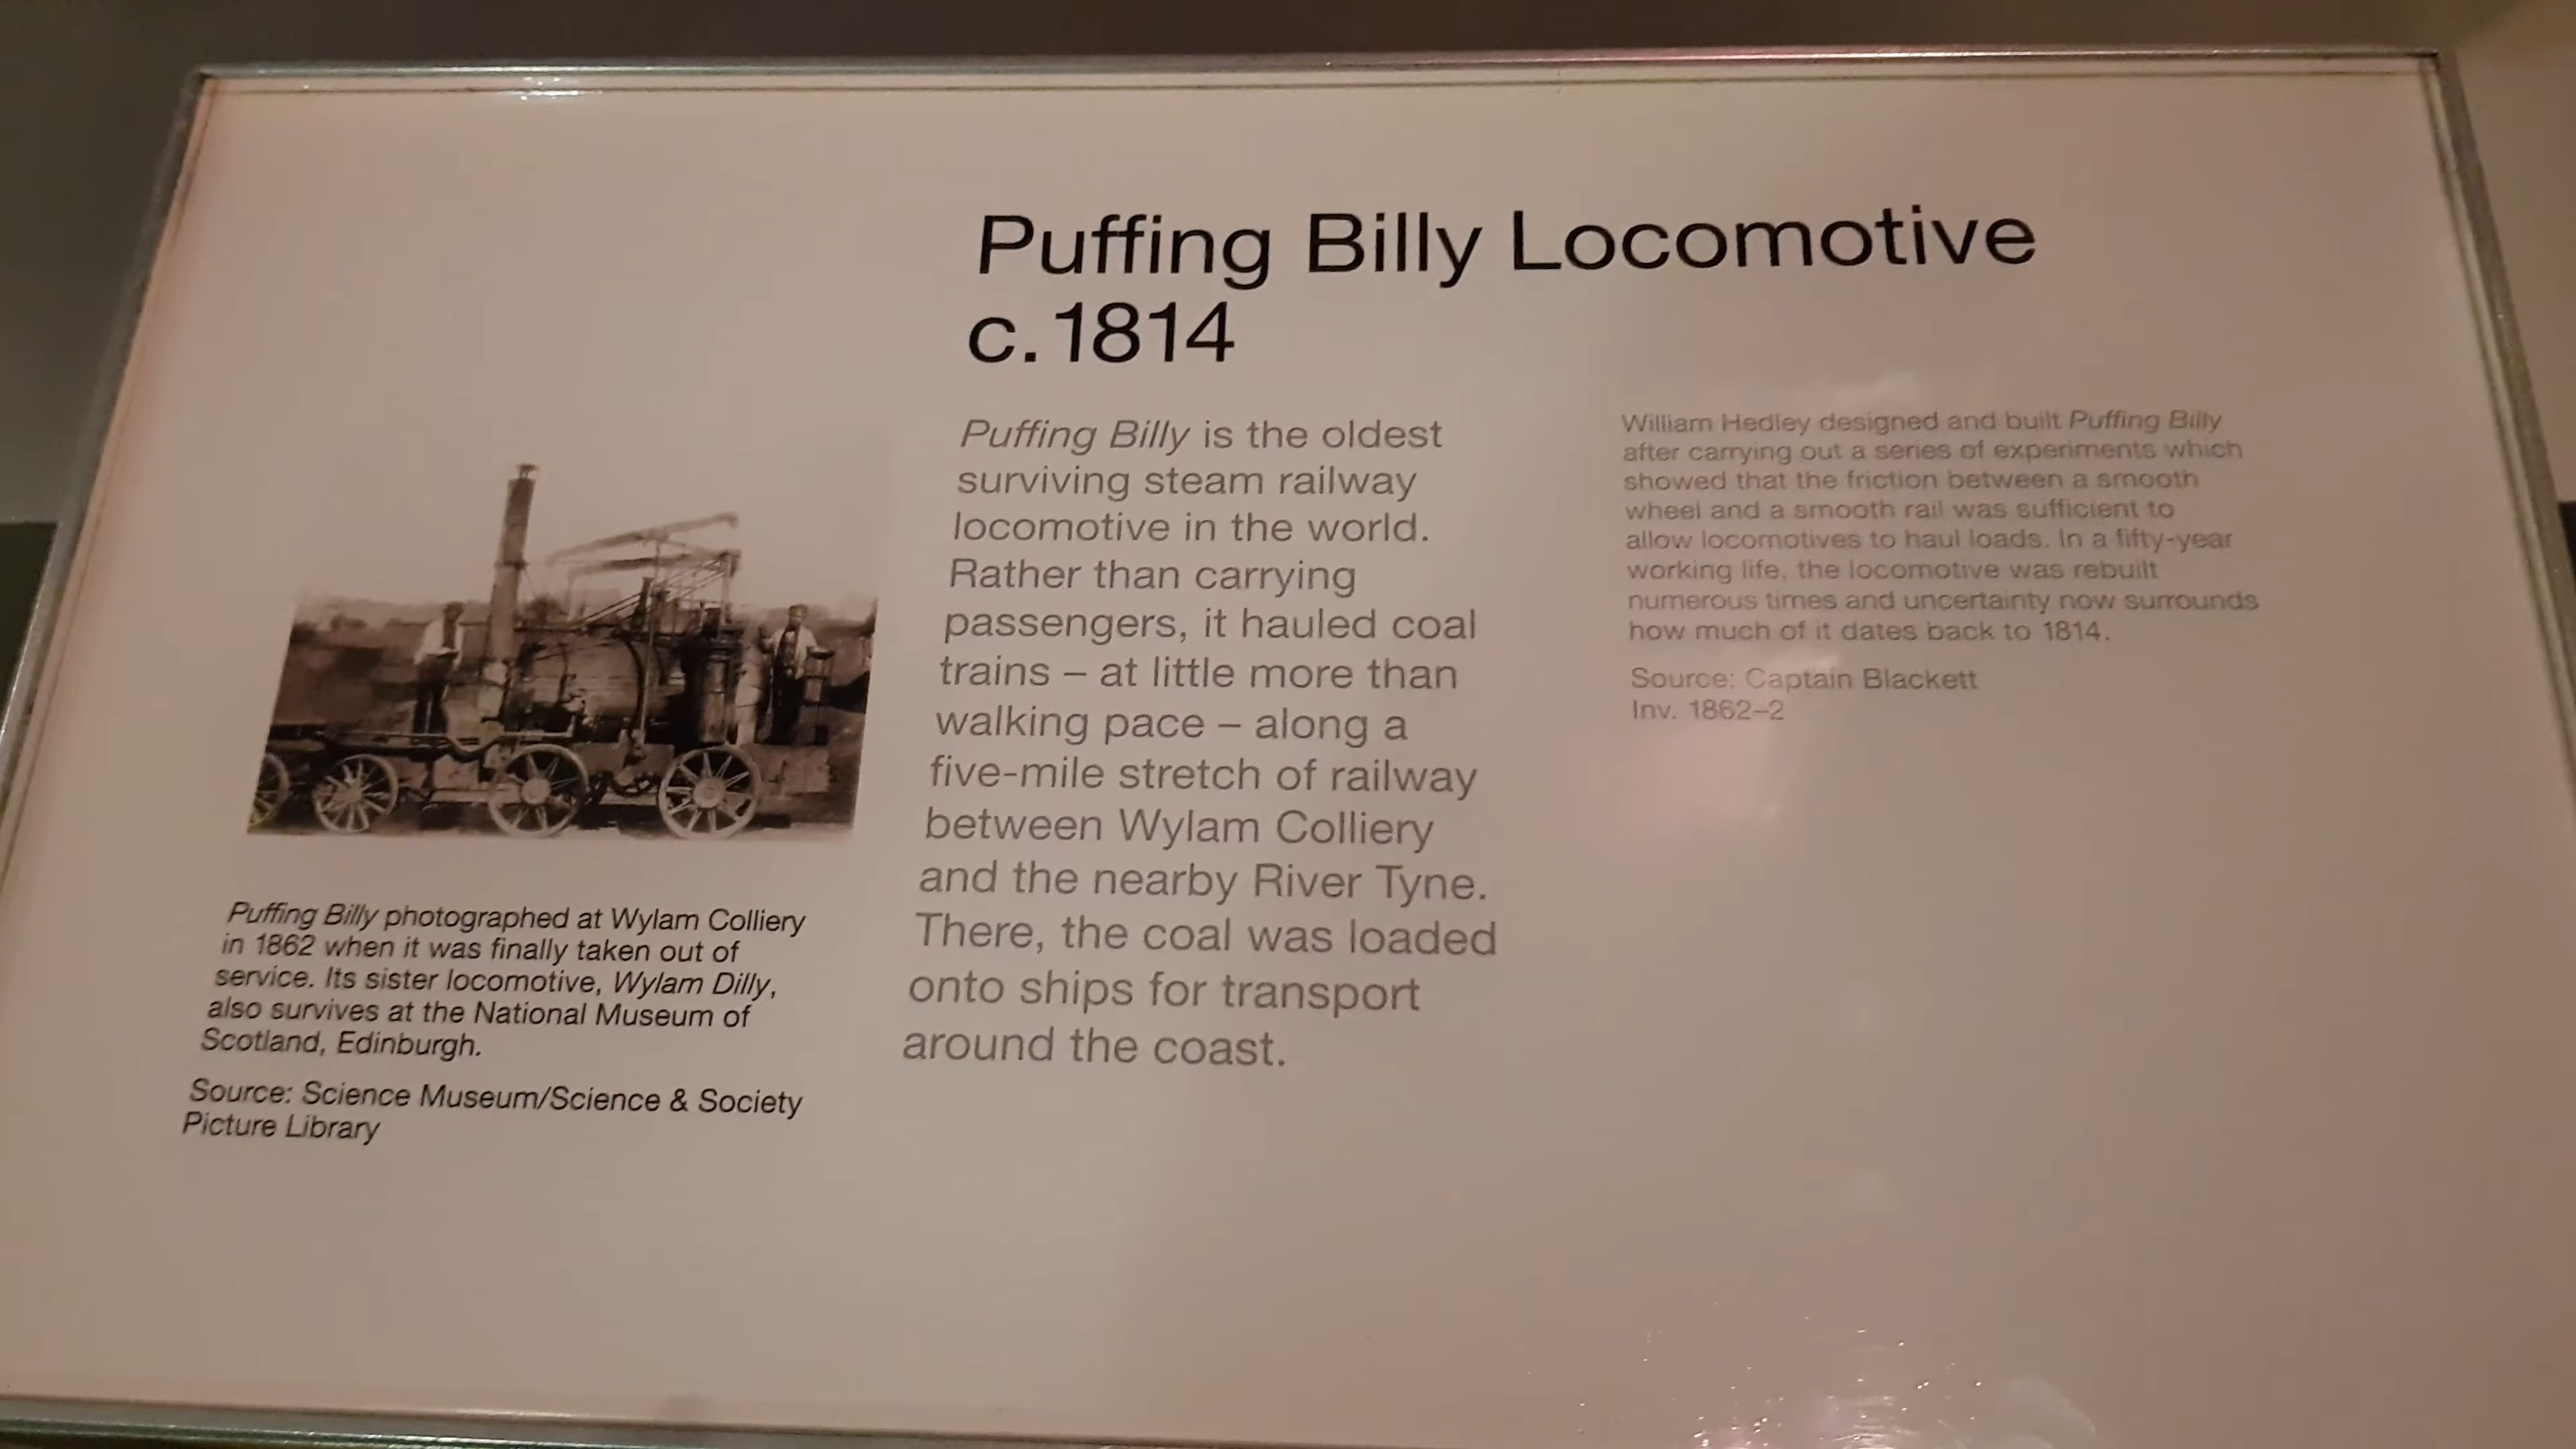 Puffing Billy Locomotive
c.1814
Puffing Billy photographed at Wylam Colliery
in 1862 when it was finally taken out of
service. Its sister locomotive, Wylam Dilly,
also survives at the National Museum of
Scotland, Edinburgh.
Source: Science Museum/Science & Society
Picture Library
Puffing Billy is the oldest
surviving steam railway
locomotive in the world.
Rather than carrying
passengers, it hauled coal
trains – at little more than
walking pace – along a
five-mile stretch of railway
between Wylam Colliery
and the nearby River Tyne.
There, the coal was loaded
onto ships for transport
around the coast.
William Hedley designed and built Puffing Billy
after carrying out a series of experiments which
showed that the friction between a smooth
wheel and a smooth rail was sufficient to
allow locomotives to haul loads. In a fifty-year
working life, the locomotive was rebuilt
numerous times and uncertainty now surrounds
how much of it dates back to 1814.
Source: Captain Blackett
Inv. 1862–2